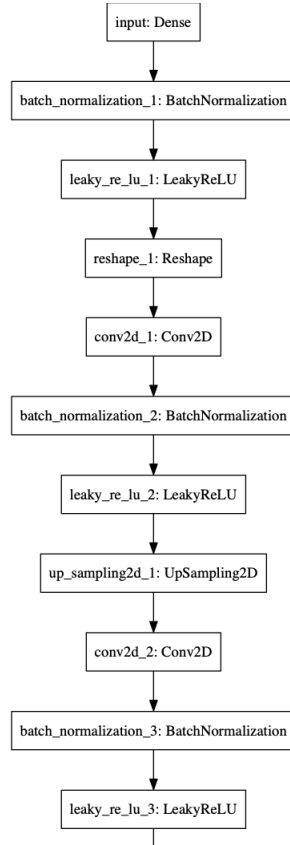 input: Dense
batch_normalization_1: BatchNormalization
leaky_re_lu_1: LeakyReLU
reshape_1: Reshape
conv2d_1: Conv2D
batch_normalization_2: BatchNormalization
leaky_re_lu_2: LeakyReLU
up_sampling2d_1: UpSampling2D
conv2d_2: Conv2D
batch_normalization_3: BatchNormalization
leaky_re_lu_3: LeakyReLU